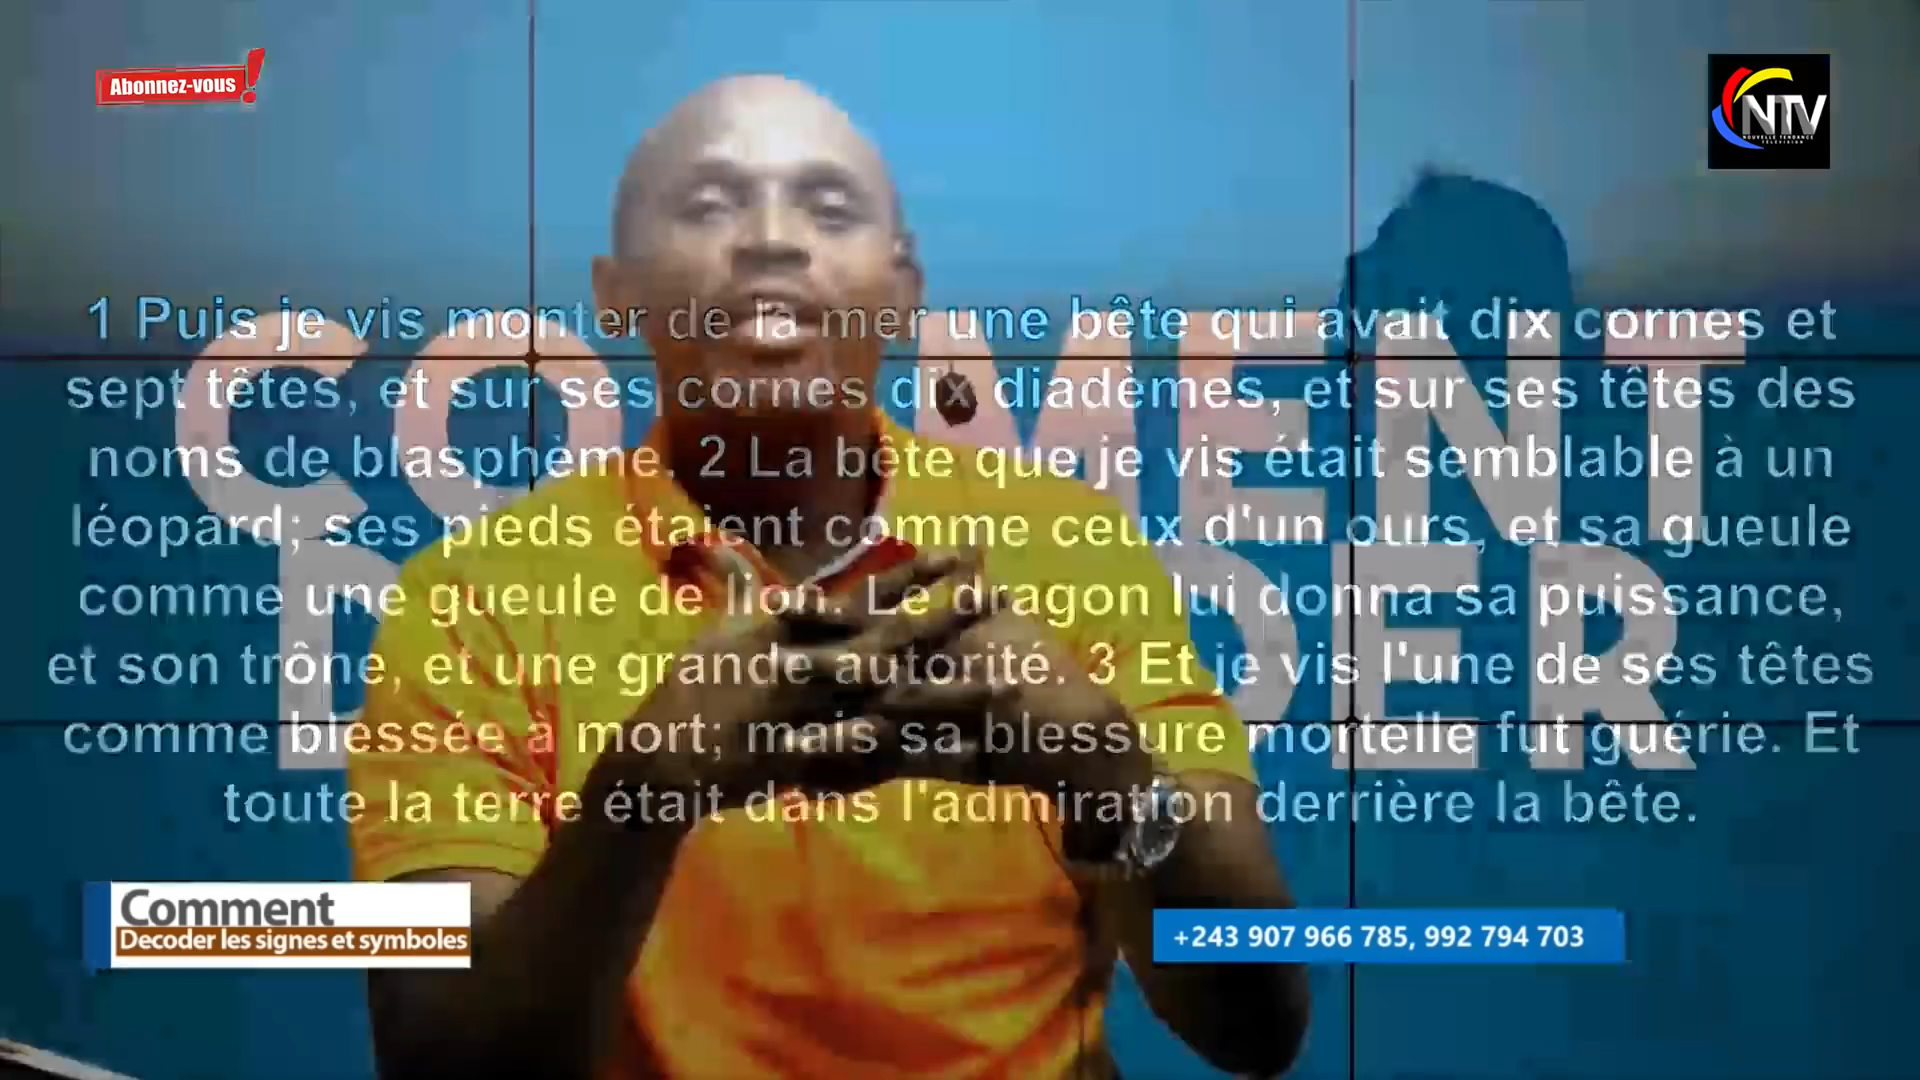 Abonnez-vous!
NTV
NOUVELLE TENDANCE
TELEVISION
1 Puis je vis monter de la mer une bête qui avait dix cornes et
sept têtes, et sur ses cornes dix diadèmes, et sur ses têtes des
noms de blasphème. 2 La bête que je vis était semblable à un
léopard; ses pieds étaient comme ceux d'un ours, et sa gueule
comme une gueule de lion. Le dragon lui donna sa puissance,
et son trône, et une grande autorité. 3 Et je vis l'une de ses têtes
comme blessée à mort; mais sa blessure mortelle fut guérie. Et
toute la terre était dans l'admiration derrière la bête.
Comment
Decoder les signes et symboles
+243 907 966 785, 992 794 703